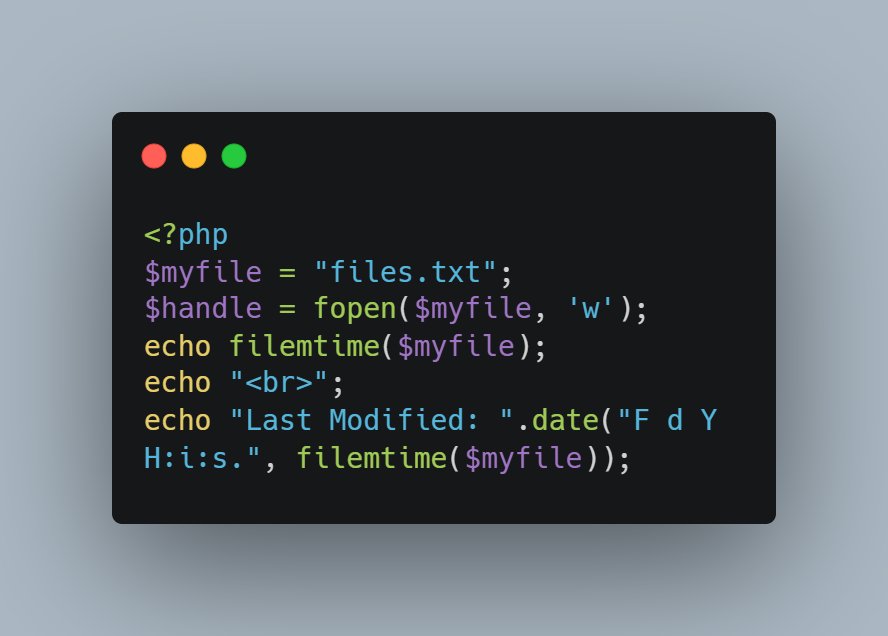 <?php
$myfile = "files.txt";
$handle = fopen($myfile, 'w');
echo filemtime($myfile);
echo "<br>";
echo "Last Modified: ".date("F d Y
H:i:s.", filemtime($myfile));